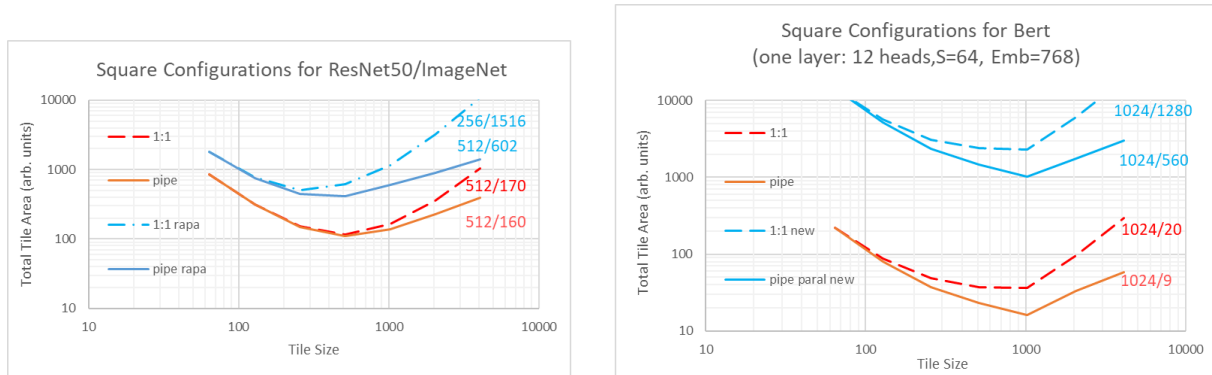 Square Configurations for ResNet50/ImageNet
Total Tile Area (arb. units)
10000
1000
100
10
1:1
pipe
1:1 rapa
pipe rapa
256/1516
512/602
512/170
512/160
10
100
1000
10000
Tile Size
Square Configurations for Bert
(one layer: 12 heads,S=64, Emb=768)
Total Tile Area (arb. units)
10000
1000
100
10
1:1
pipe
1:1 new
pipe paral new
1024/1280
1024/560
1024/20
1024/9
10
100
1000
10000
Tile Size